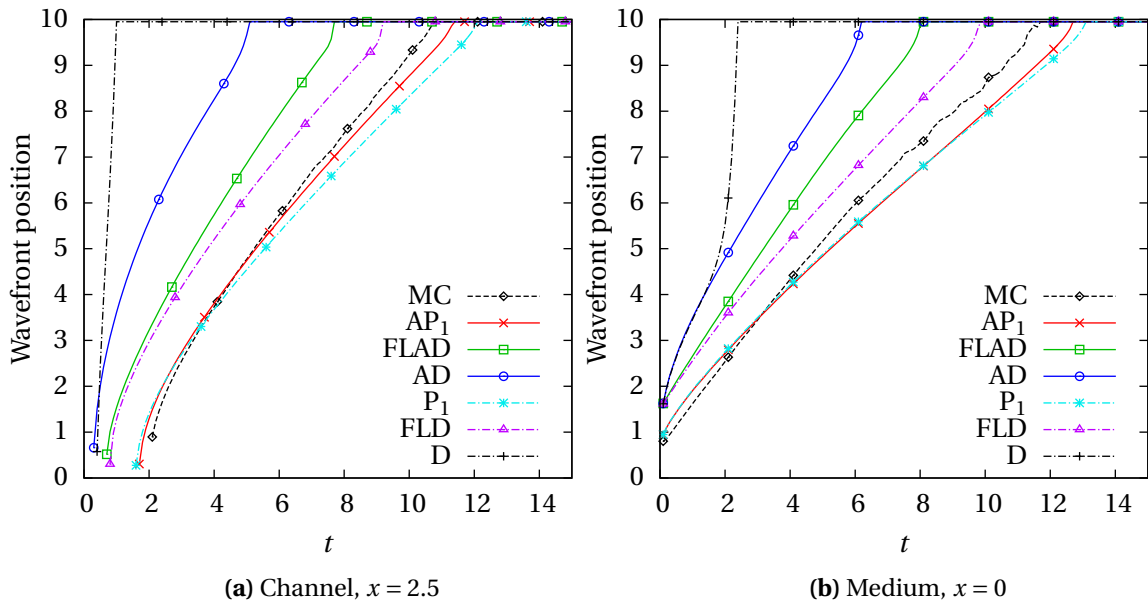 Wavefront position
10
9
8
7
6
5
4
3
2
1
0
0 2 4 6 8 10 12 14
t
MC
AP₁
FLAD
AD
P₁
FLD
D
(a) Channel, x = 2.5
Wavefront position
10
9
8
7
6
5
4
3
2
1
0
0 2 4 6 8 10 12 14
t
MC
AP₁
FLAD
AD
P₁
FLD
D
(b) Medium, x = 0